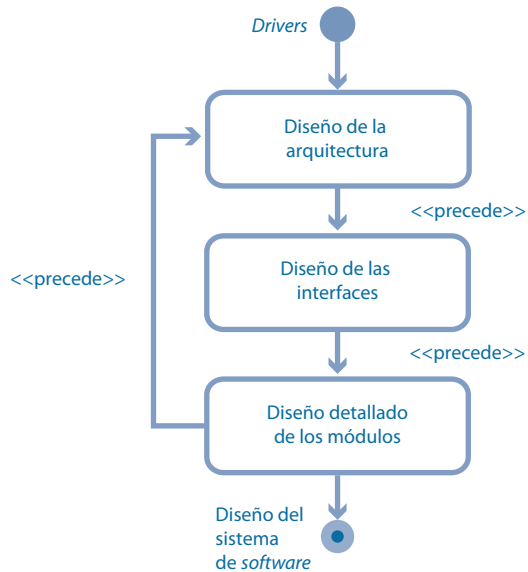 Drivers
Diseño de la
arquitectura
<<precede>>
Diseño de las
interfaces
<<precede>>
<<precede>>
Diseño detallado
de los módulos
Diseño del
sistema
de software